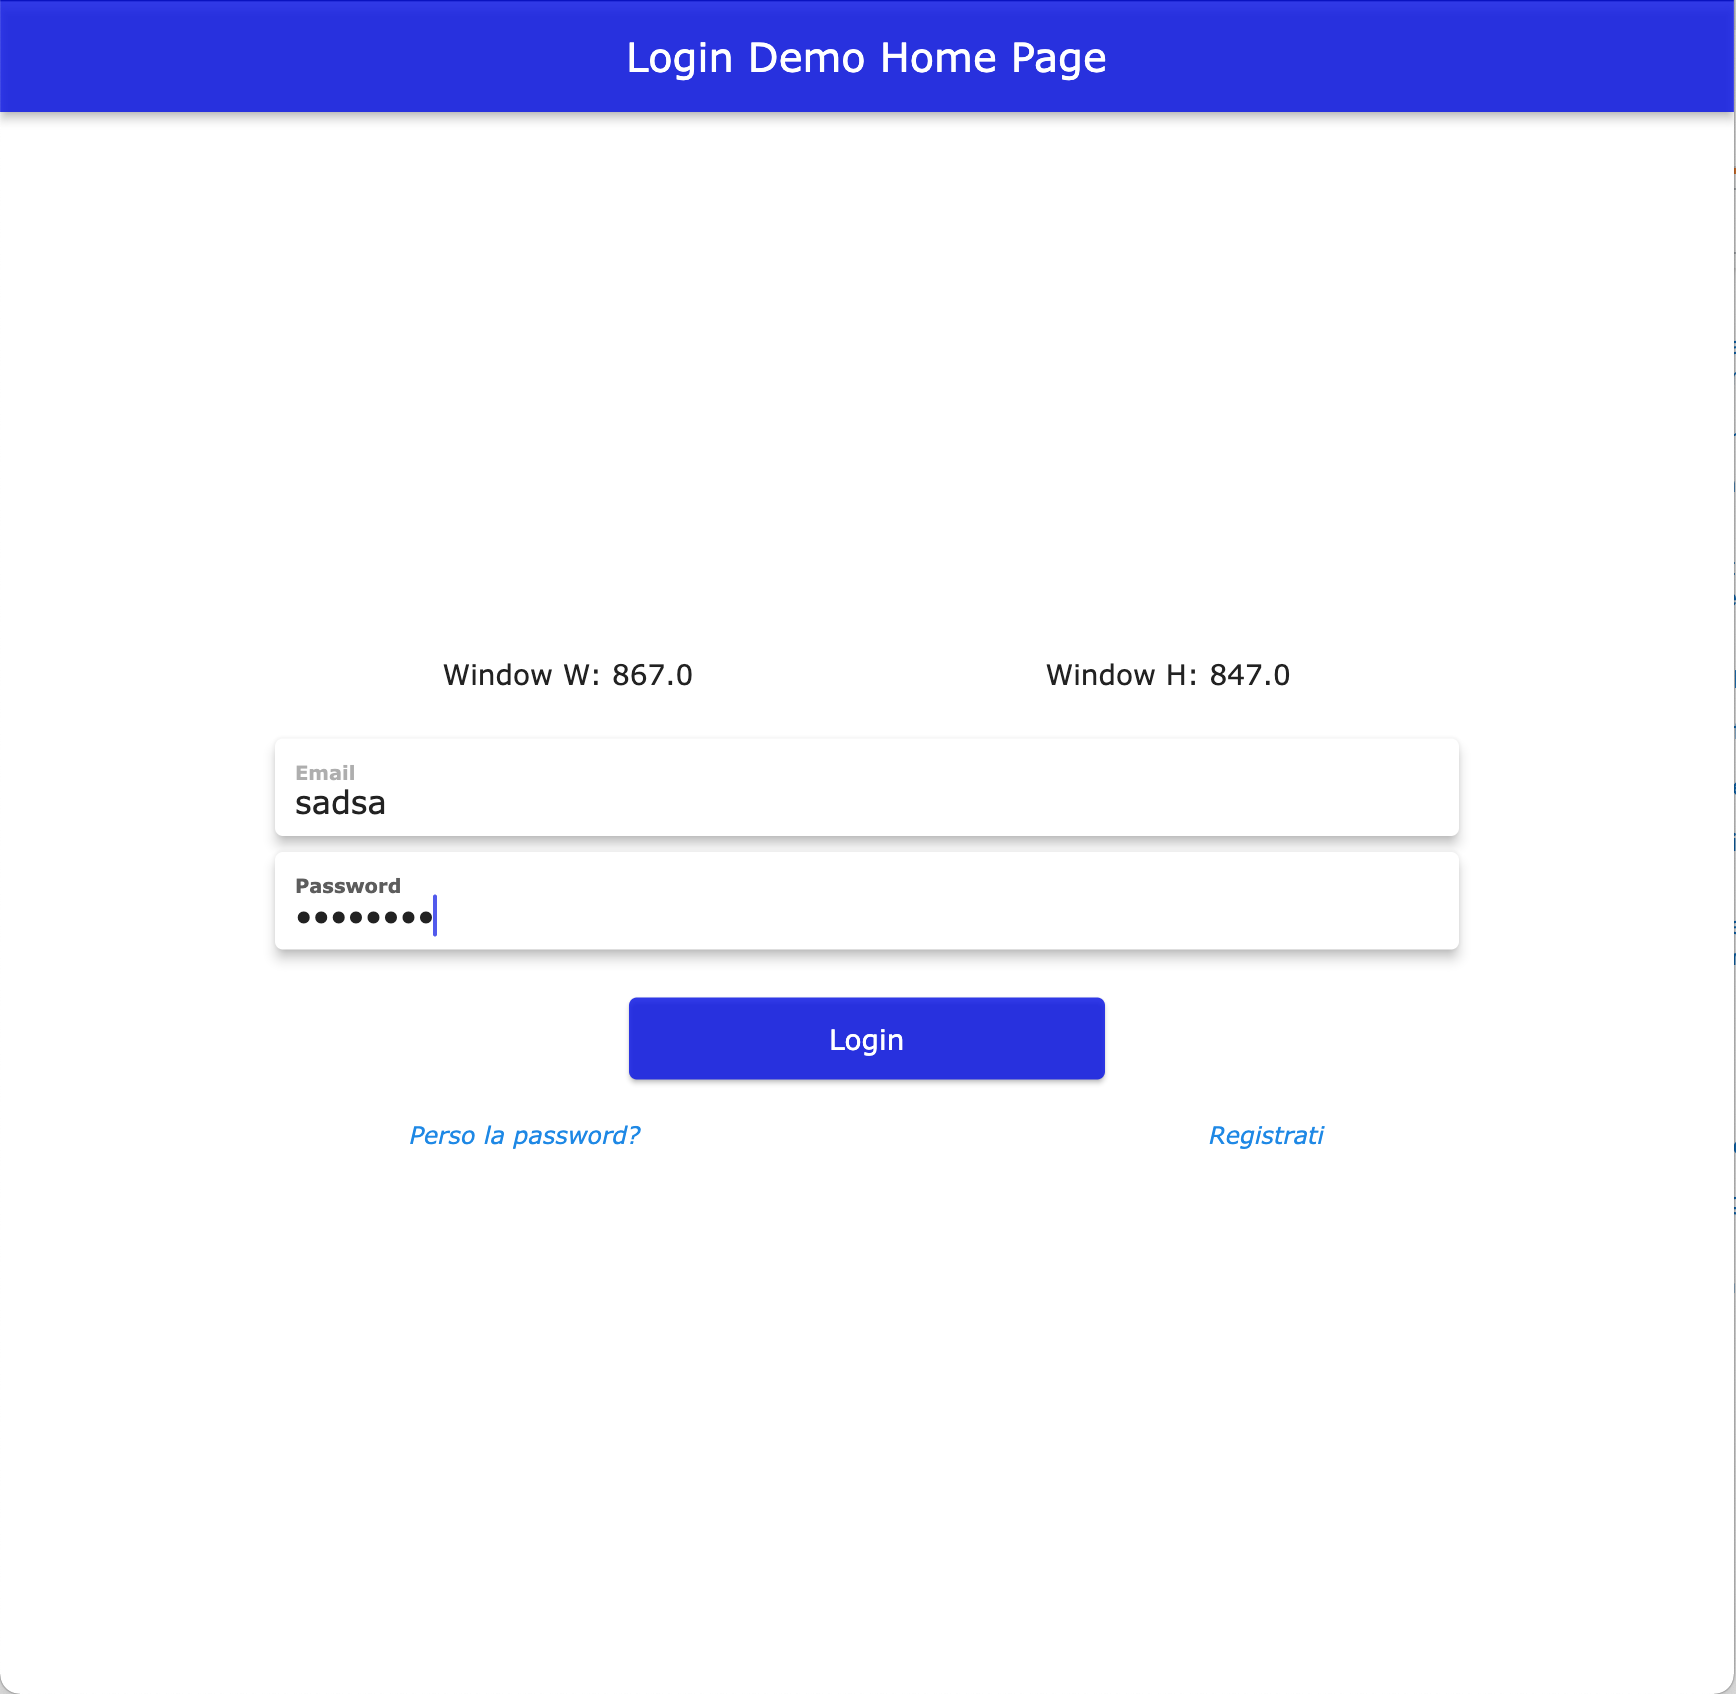 Login Demo Home Page
Window W: 867.0 Window H: 847.0
Email
sadsa
Password
••••••••
Login
Perso la password? Registrati